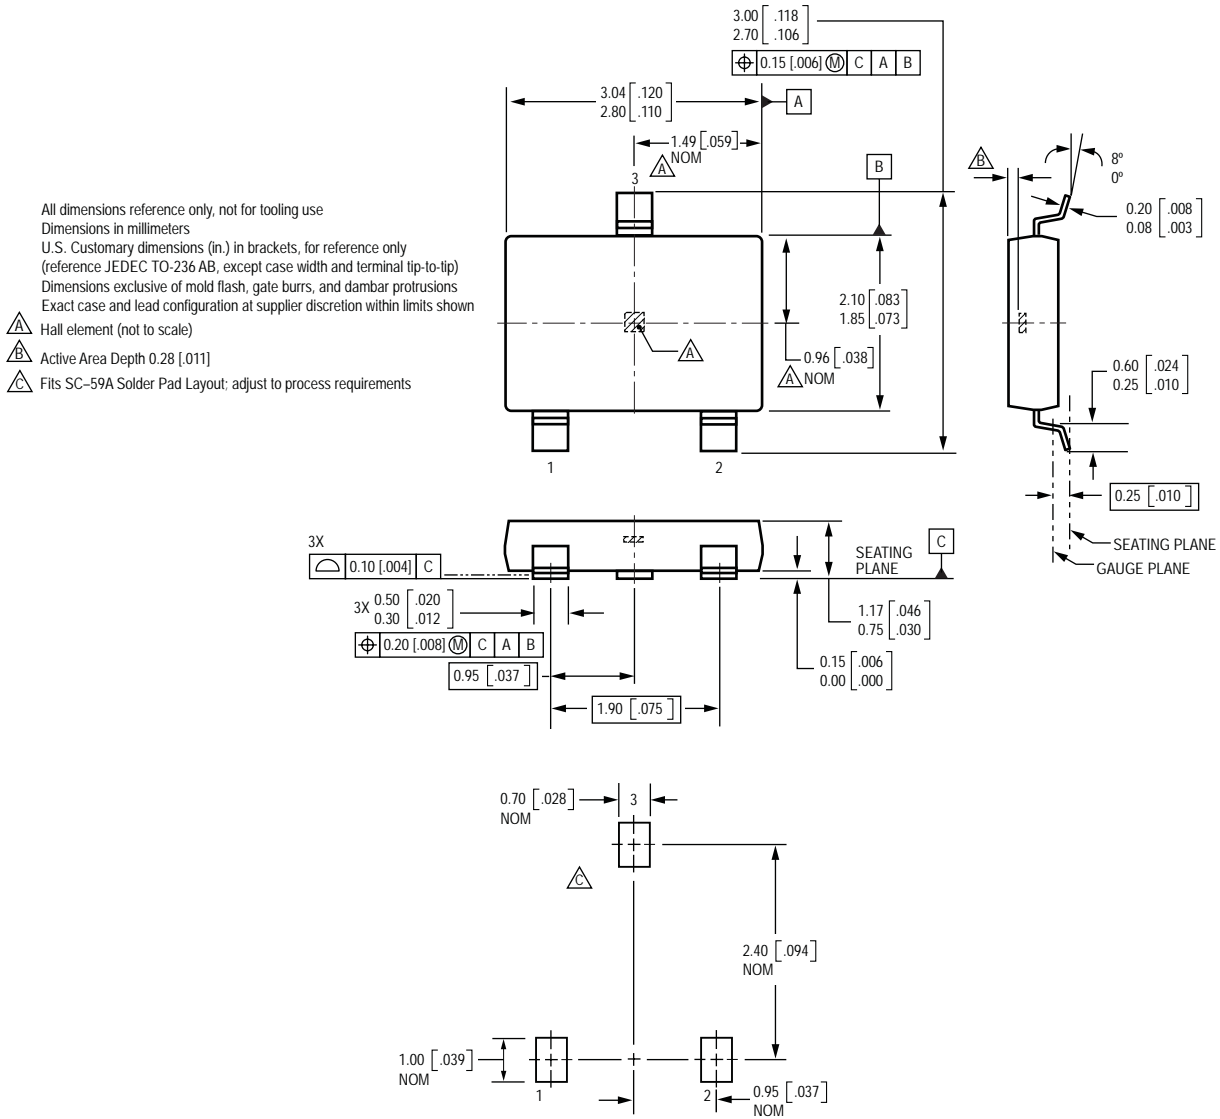 3.00 [.118]
2.70 [.106]
⌖ 0.15 [.006] Ⓜ C A B
3.04 [.120]
2.80 [.110]
A
1.49 [.059]
NOM
A
3
B
B
8º
0º
0.20 [.008]
0.08 [.003]
All dimensions reference only, not for tooling use
Dimensions in millimeters
U.S. Customary dimensions (in.) in brackets, for reference only
(reference JEDEC TO-236 AB, except case width and terminal tip-to-tip)
Dimensions exclusive of mold flash, gate burrs, and dambar protrusions
Exact case and lead configuration at supplier discretion within limits shown
A Hall element (not to scale)
B Active Area Depth 0.28 [.011]
C Fits SC–59A Solder Pad Layout; adjust to process requirements
2.10 [.083]
1.85 [.073]
A
0.96 [.038]
A NOM
0.60 [.024]
0.25 [.010]
1
2
0.25 [.010]
SEATING PLANE
GAUGE PLANE
3X
⌓ 0.10 [.004] C
SEATING
PLANE
C
3X 0.50 [.020]
0.30 [.012]
⌖ 0.20 [.008] Ⓜ C A B
1.17 [.046]
0.75 [.030]
0.15 [.006]
0.00 [.000]
0.95 [.037]
1.90 [.075]
0.70 [.028]
NOM
3
C
2.40 [.094]
NOM
1.00 [.039]
NOM
1
2
0.95 [.037]
NOM